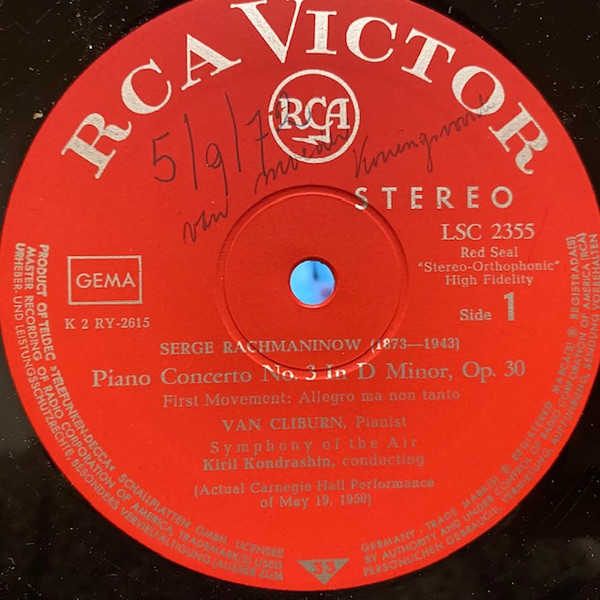 RCA VICTOR
RCA
5/9/72
van
STEREO
LSC 2355
Red Seal
"Stereo-Orthophonic"
High Fidelity
GEMA
K 2 RY-2615
Side 1
SERGE RACHMANINOW (1873—1943)
Piano Concerto No. 3 In D Minor, Op. 30
First Movement: Allegro ma non tanto
VAN CLIBURN, Pianist
Symphony of the Air
Kiril Kondrashin, conducting
(Actual Carnegie Hall Performance
of May 19, 1958)
33
PRODUCT OF TELDEC »TELEFUNKEN-DECCA« SCHALLPLATTEN GMBH. LICENSEE
MASTER RECORDING OF RADIO CORPORATION OF AMERICA, TRADEMARK(S) USED
URHEBER- UND LEISTUNGSSCHUTZRECHTE, BESONDERS VERVIELFÄLTIGUNG (AUSSER ZUM
GERMANY - TRADE MARK(S) ® REGISTERED MARCA(S) ® REGISTRADA(S)
BY AUTHORITY AND UNDER CONTROL OF RADIO CORPORATION OF AMERICA (RCA)
PERSÖNLICHEN GEBRAUCH), VERMIETUNG, AUFFÜHRUNG, SENDUNG VORBEHALTEN